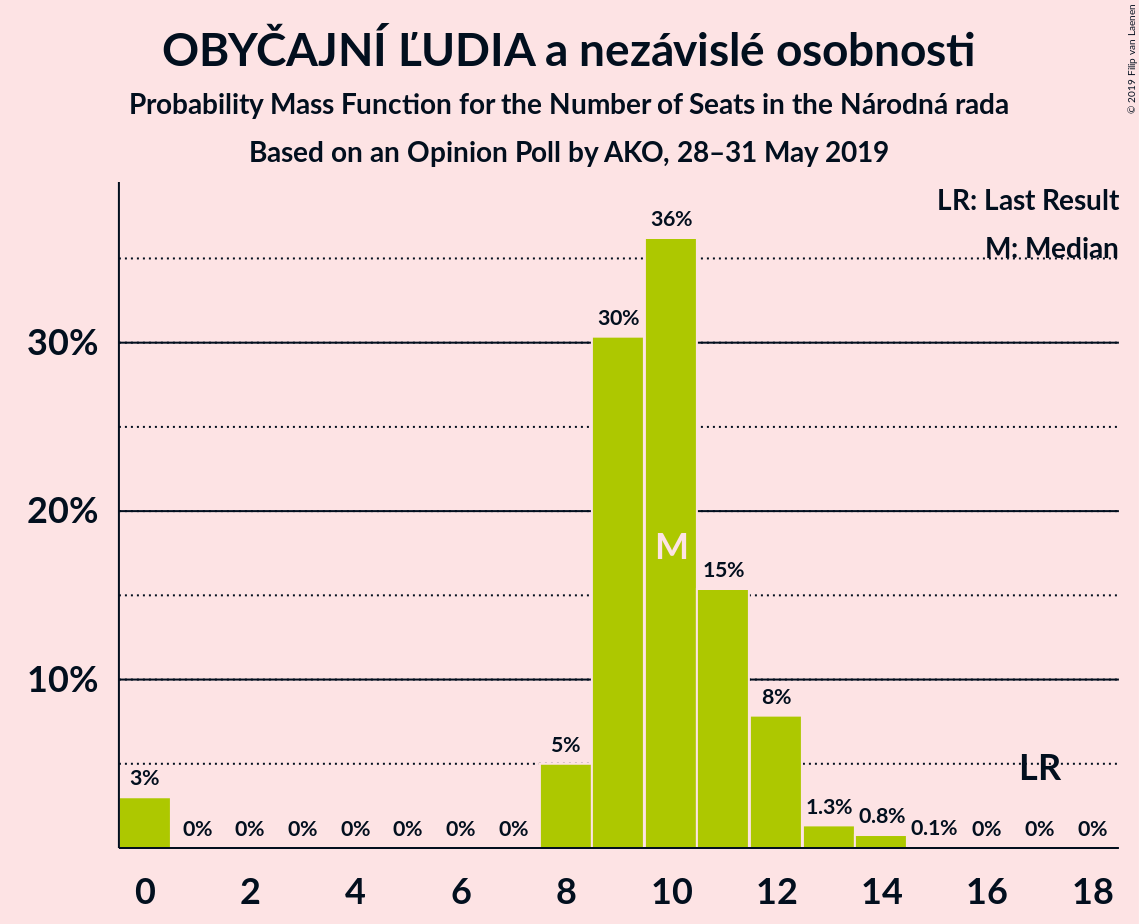 OBYČAJNÍ ĽUDIA a nezávislé osobnosti
Probability Mass Function for the Number of Seats in the Národná rada
Based on an Opinion Poll by AKO, 28–31 May 2019
© 2019 Filip van Laenen
LR: Last Result
M: Median
36%
30%
30%
20%
M
15%
10%
8%
5%
LR
3%
1.3%
0.8%
0% 0% 0% 0% 0% 0% 0% 0.1% 0% 0% 0%
0 2 4 6 8 10 12 14 16 18